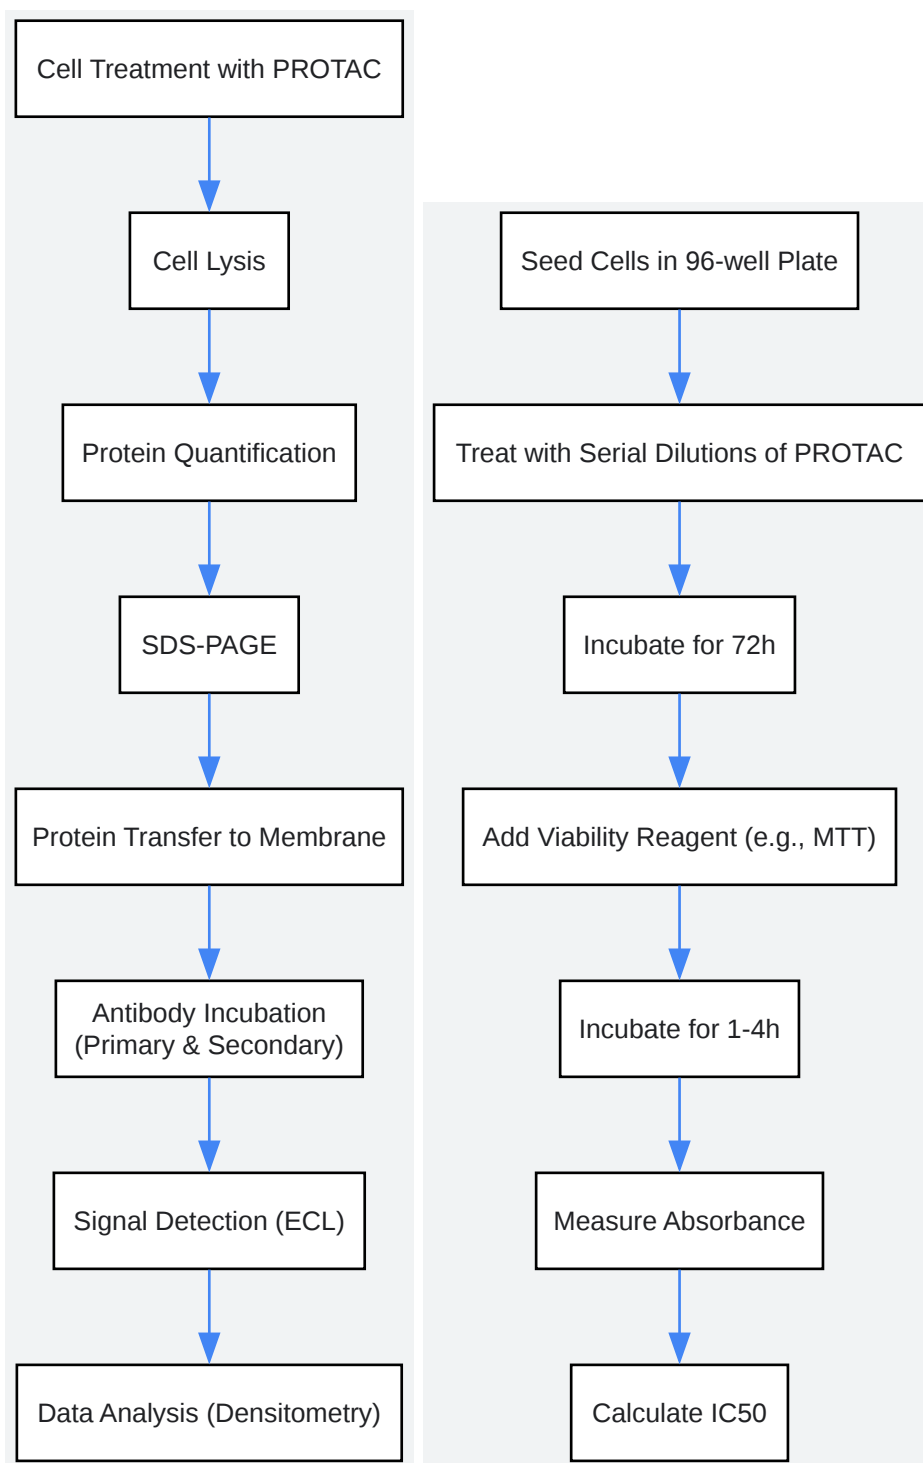 Cell Treatment with PROTAC
Cell Lysis
Protein Quantification
SDS-PAGE
Protein Transfer to Membrane
Antibody Incubation
(Primary & Secondary)
Signal Detection (ECL)
Data Analysis (Densitometry)
Seed Cells in 96-well Plate
Treat with Serial Dilutions of PROTAC
Incubate for 72h
Add Viability Reagent (e.g., MTT)
Incubate for 1-4h
Measure Absorbance
Calculate IC50